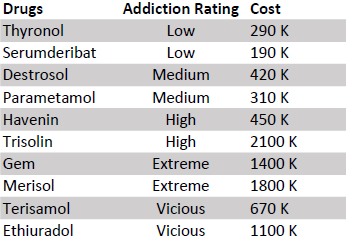 Drugs Addiction Rating Cost
Thyronol Low 290 K
Serumderibat Low 190 K
Destrosol Medium 420 K
Parametamol Medium 310 K
Havenin High 450 K
Trisolin High 2100 K
Gem Extreme 1400 K
Merisol Extreme 1800 K
Terisamol Vicious 670 K
Ethiuradol Vicious 1100 K